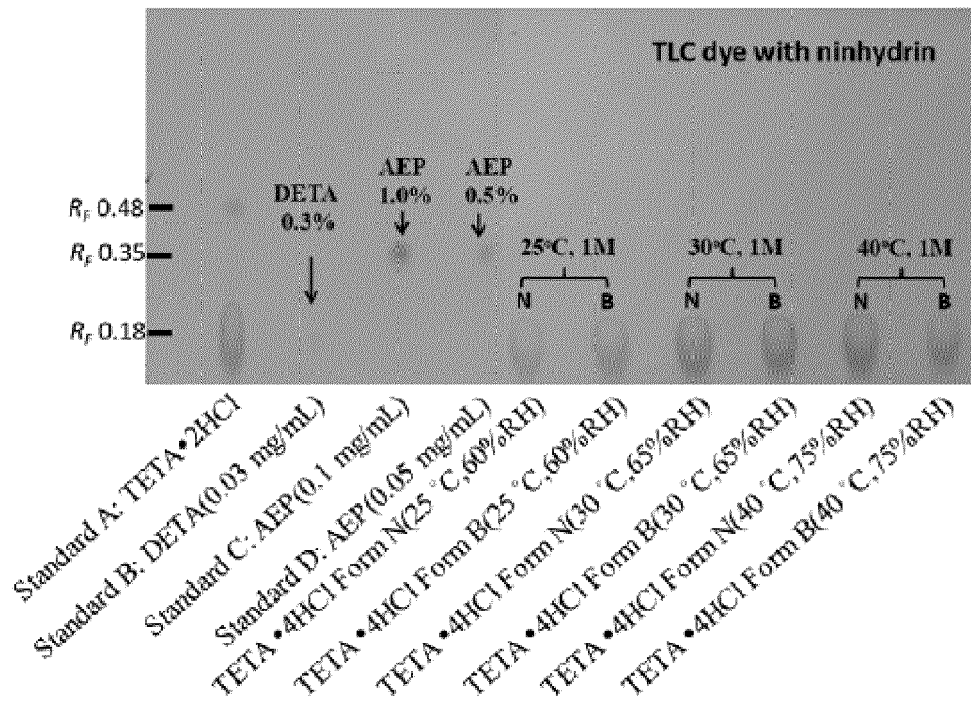 TLC dye with ninhydrin
DETA
0.3%
AEP
1.0%
AEP
0.5%
RF 0.48
RF 0.35
RF 0.18
25°C, 1M
N B
30°C, 1M
N B
40°C, 1M
N B
Standard A: TETA•2HCl
Standard B: DETA(0.03 mg/mL)
Standard C: AEP(0.1 mg/mL)
Standard D: AEP(0.05 mg/mL)
TETA•4HCl Form N(25°C,60%RH)
TETA•4HCl Form B(25°C,60%RH)
TETA•4HCl Form N(30°C,65%RH)
TETA•4HCl Form B(30°C,65%RH)
TETA•4HCl Form N(40°C,75%RH)
TETA•4HCl Form B(40°C,75%RH)